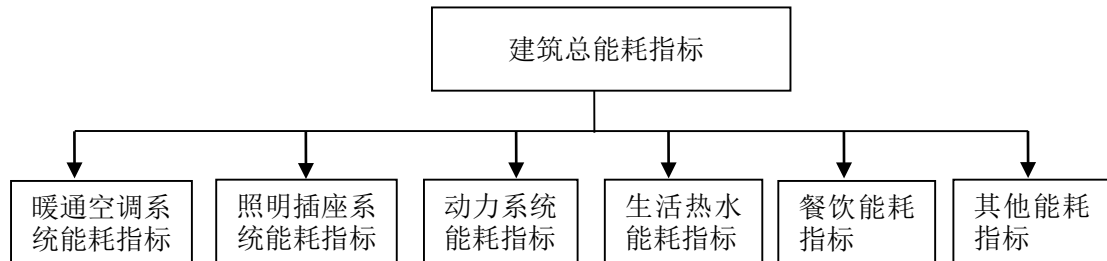 建筑总能耗指标
暖通空调系
统能耗指标
照明插座系
统能耗指标
动力系统
能耗指标
生活热水
能耗指标
餐饮能耗
指标
其他能耗
指标